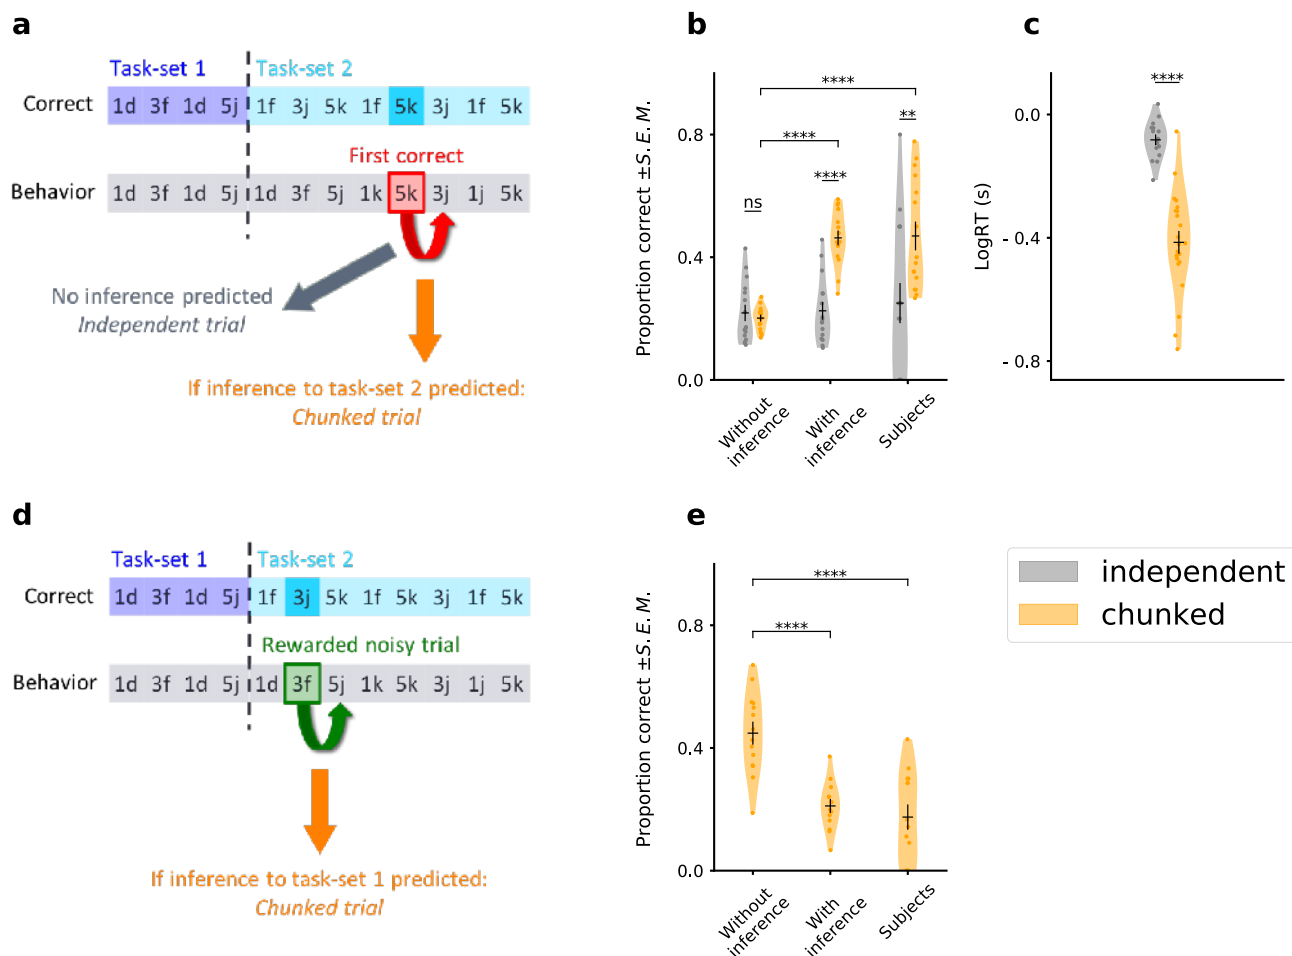 a
Task-set 1 Task-set 2
Correct 1d 3f 1d 5j 1f 3j 5k 1f 5k 3j 1f 5k
First correct
Behavior 1d 3f 1d 5j 1d 3f 5j 1k 5k 3j 1j 5k
No inference predicted
Independent trial
If inference to task-set 2 predicted:
Chunked trial
b
Proportion correct ±S.E.M.
0.8
0.4
0.0
ns
****
****
****
**
Without
inference
With
inference
Subjects
c
LogRT (s)
0.0
- 0.4
- 0.8
****
d
Task-set 1 Task-set 2
Correct 1d 3f 1d 5j 1f 3j 5k 1f 5k 3j 1f 5k
Rewarded noisy trial
Behavior 1d 3f 1d 5j 1d 3f 5j 1k 5k 3j 1j 5k
If inference to task-set 1 predicted:
Chunked trial
e
Proportion correct ±S.E.M.
0.8
0.4
0.0
****
****
Without
inference
With
inference
Subjects
independent
chunked